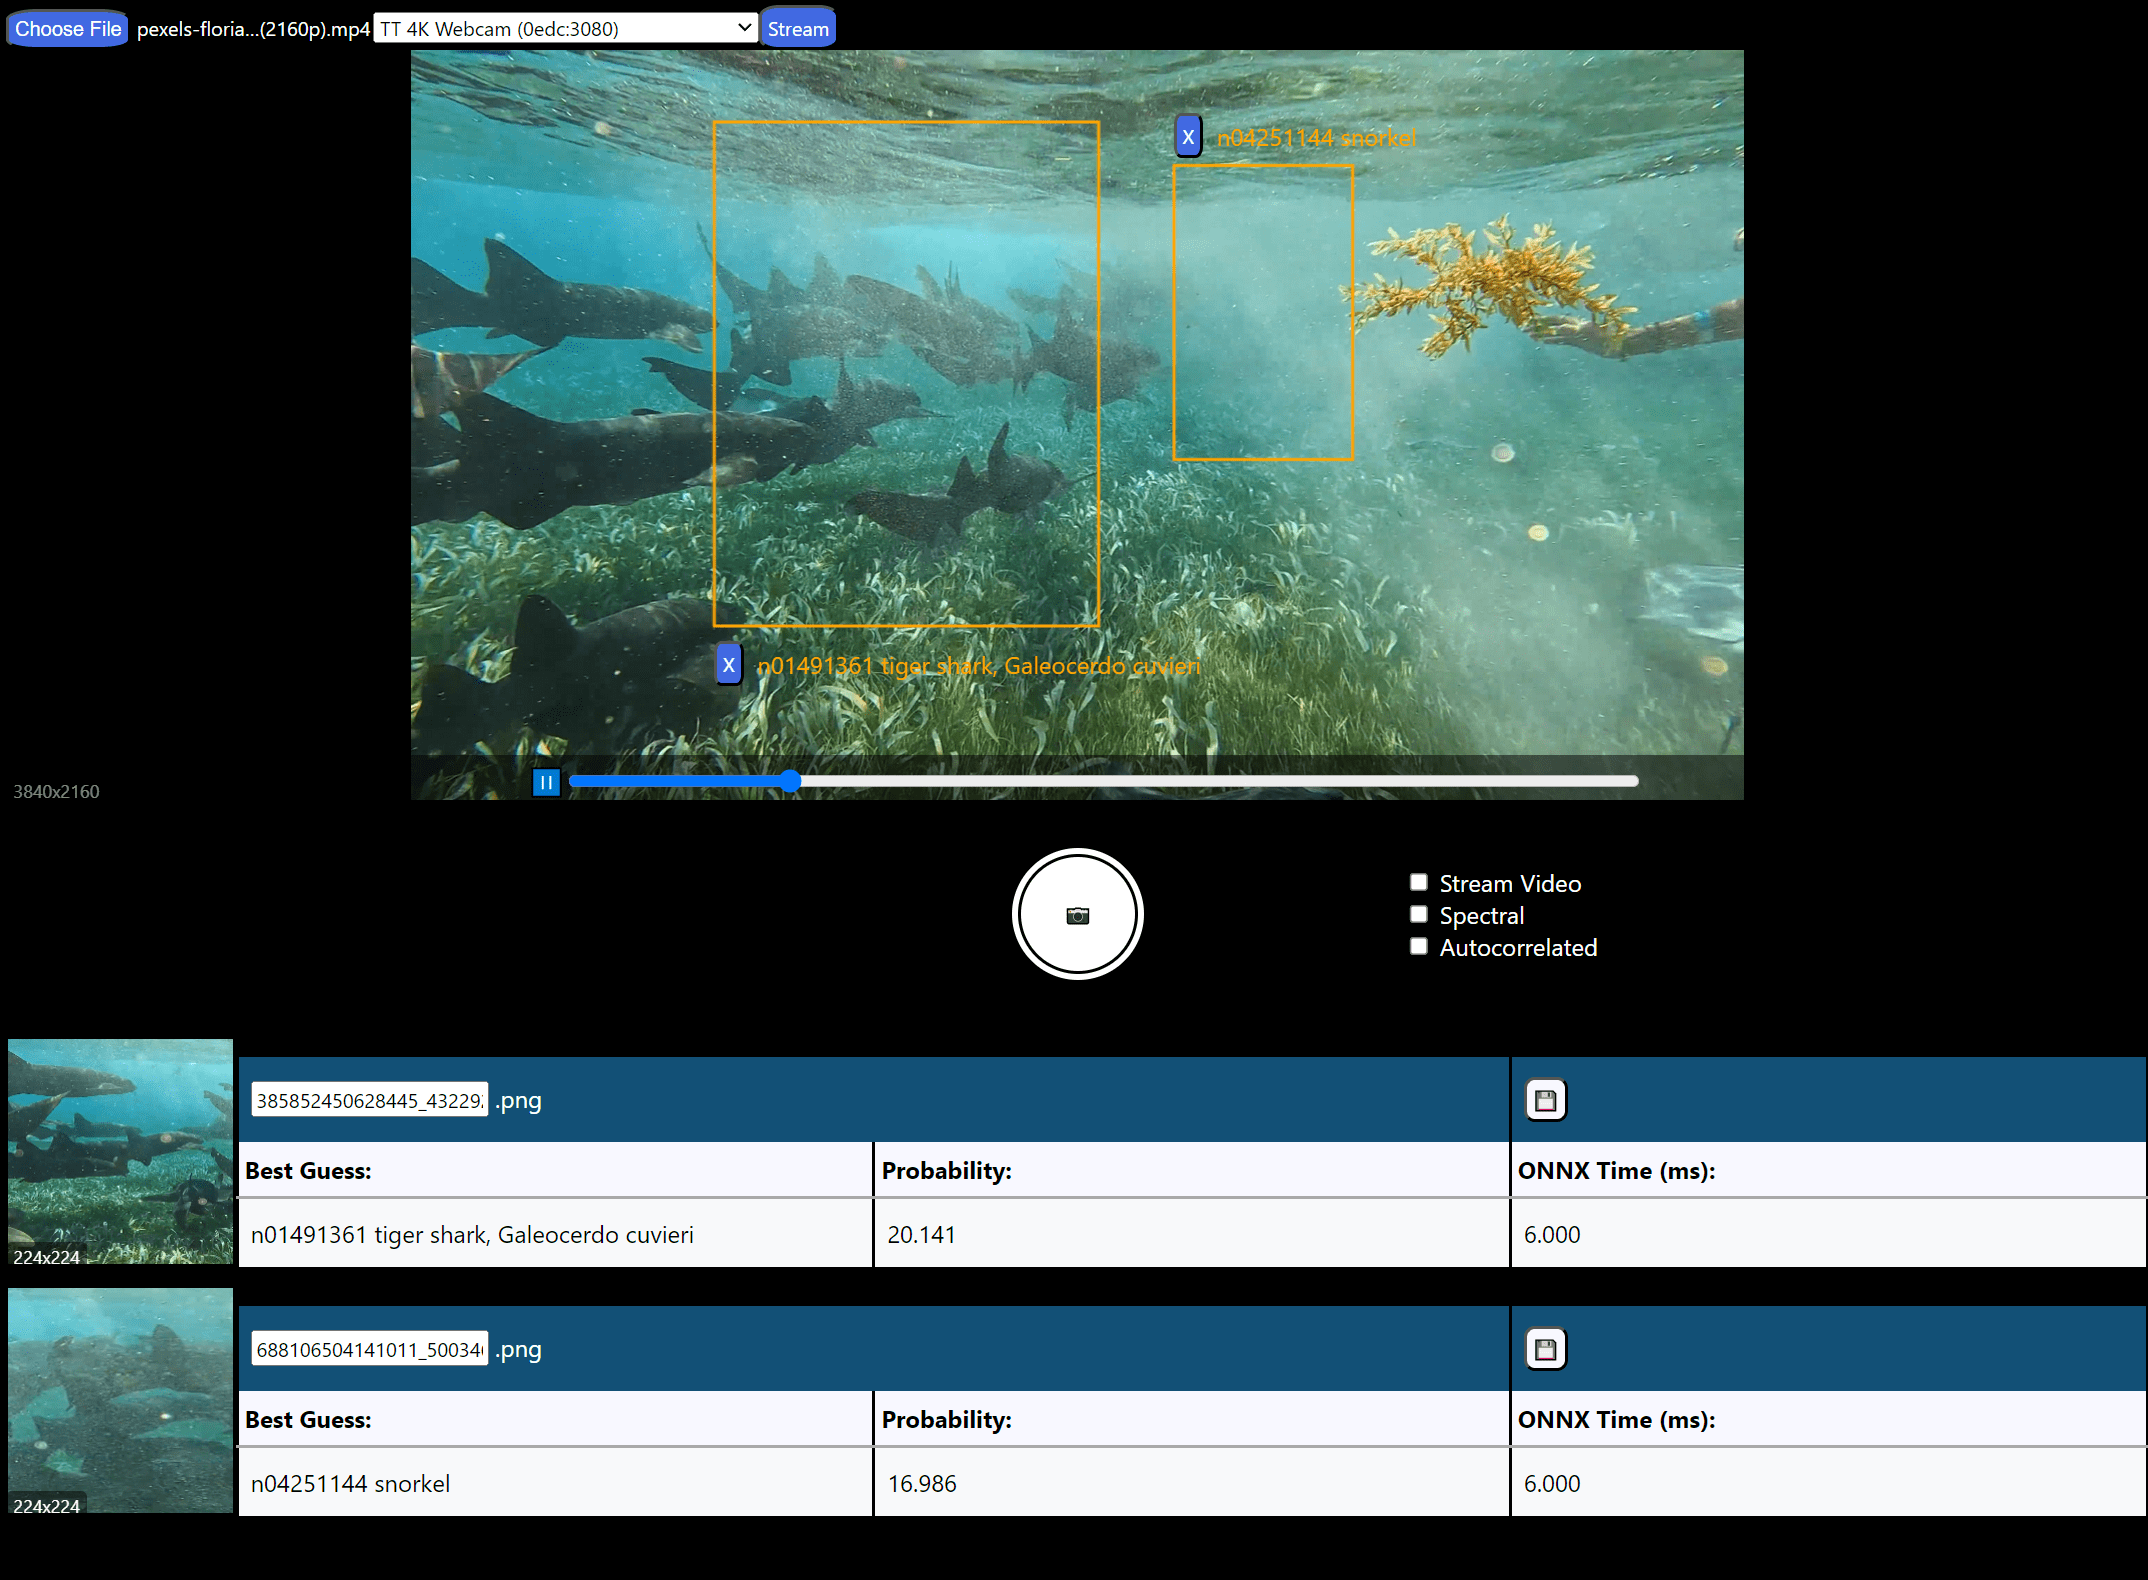 Choose File pexels-floria...(2160p).mp4 TT 4K Webcam (0edc:3080) Stream
X n04251144 snorkel
X n01491361 tiger shark, Galeocerdo cuvieri
3840x2160
Stream Video
Spectral
Autocorrelated
385852450628445_43229 .png
Best Guess: Probability: ONNX Time (ms):
n01491361 tiger shark, Galeocerdo cuvieri 20.141 6.000
224x224
688106504141011_50034 .png
Best Guess: Probability: ONNX Time (ms):
n04251144 snorkel 16.986 6.000
224x224